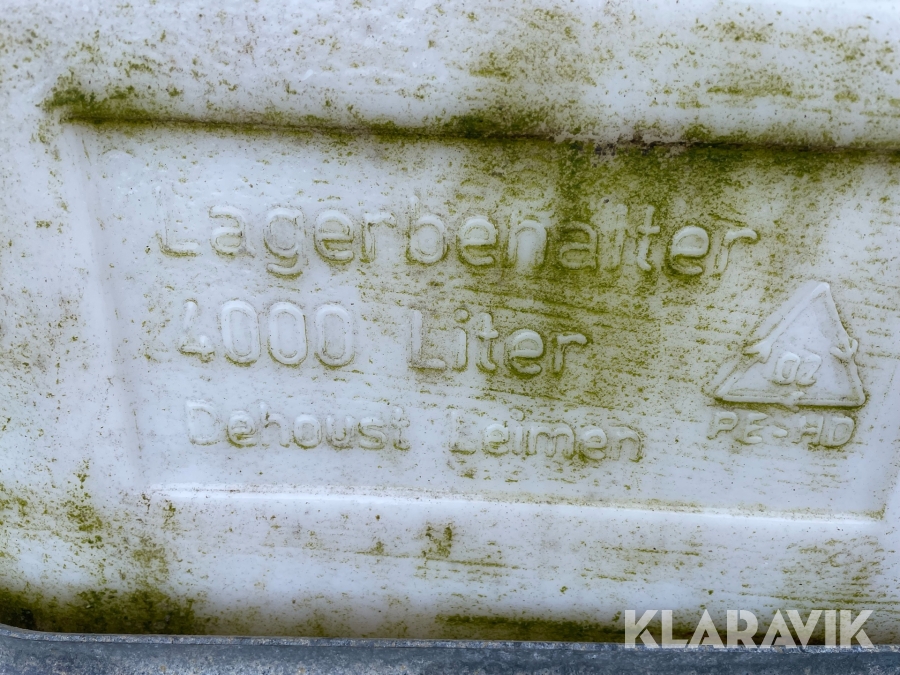 Lagerbehälter
4000 Liter
Dehoust Leimen
02
PE-HD
KLARAVIK